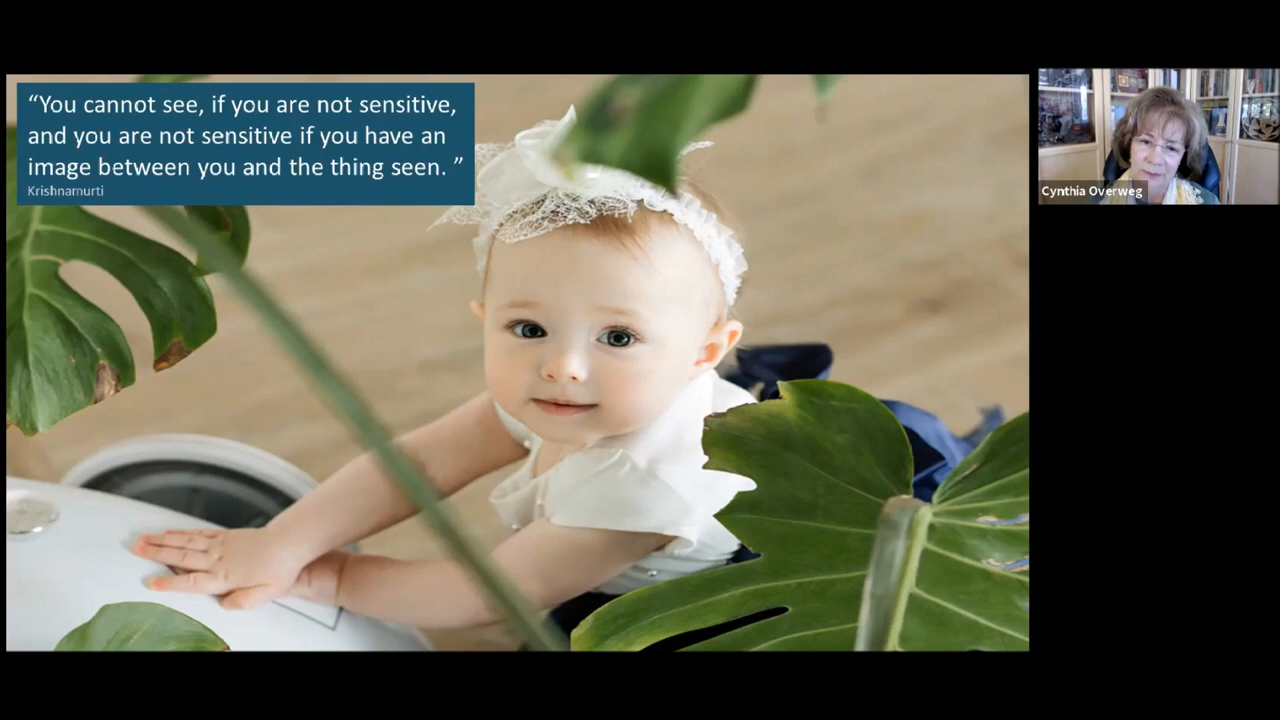 “You cannot see, if you are not sensitive,
and you are not sensitive if you have an
image between you and the thing seen. ”
Krishnamurti
Cynthia Overweg